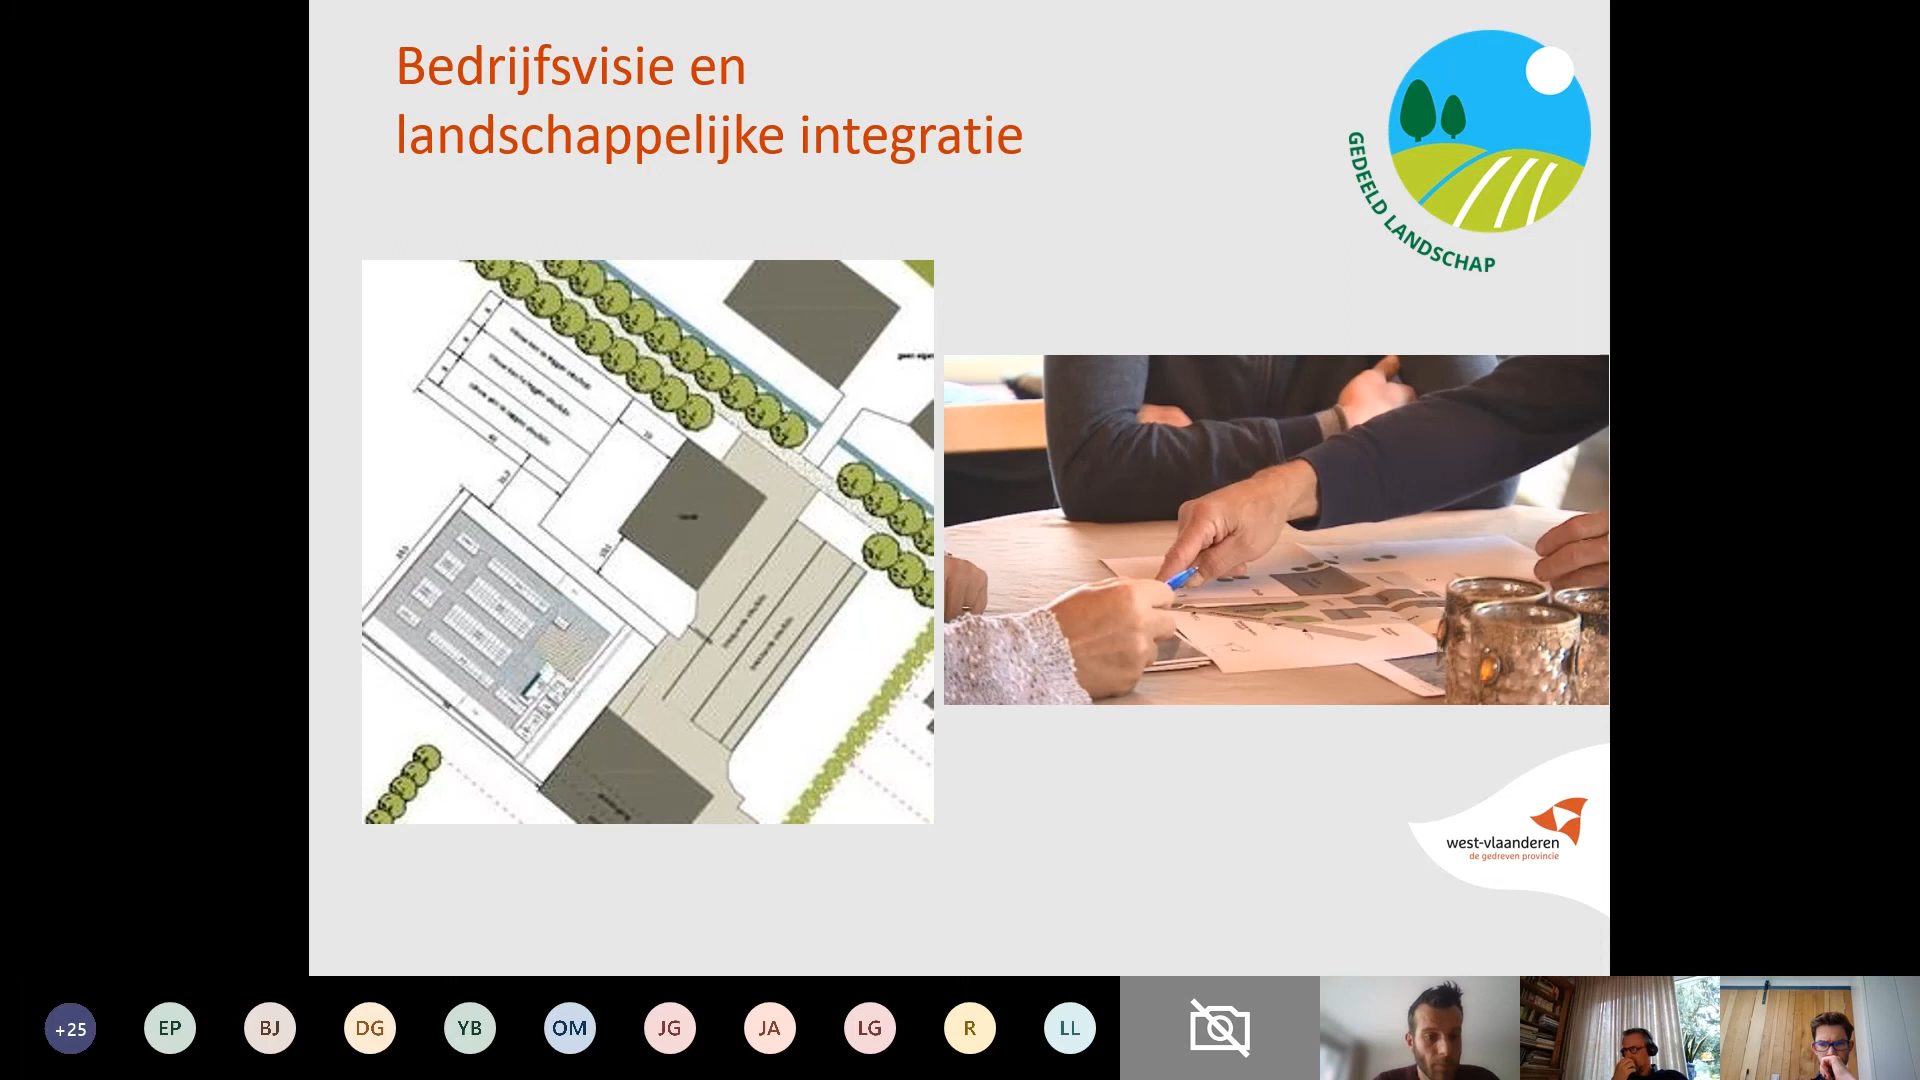 Bedrijfsvisie en
landschappelijke integratie
GEDEELD LANDSCHAP
west-vlaanderen
de gedreven provincie
+25
EP
BJ
DG
YB
OM
JG
JA
LG
R
LL